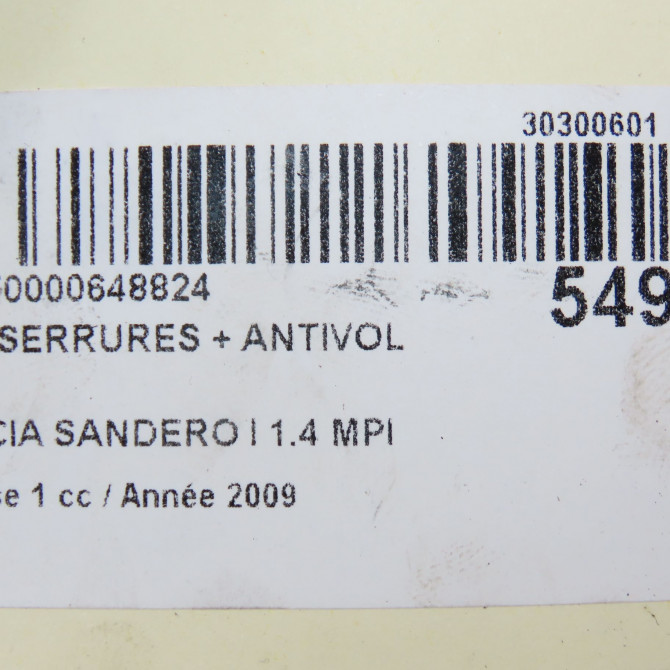 30300601
0000648824
549
SERRURES + ANTIVOL
CIA SANDERO I 1.4 MPI
se 1 cc / Année 2009